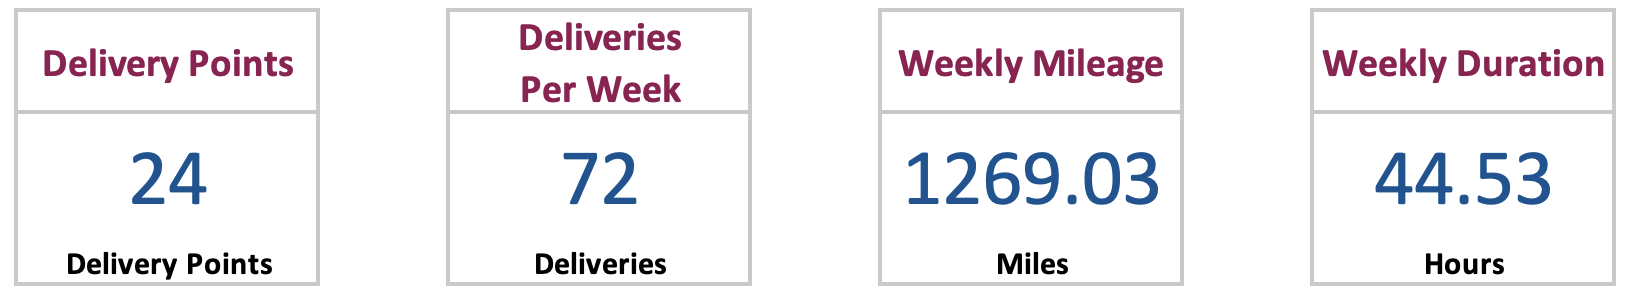 Delivery Points
24
Delivery Points
Deliveries
Per Week
72
Deliveries
Weekly Mileage
1269.03
Miles
Weekly Duration
44.53
Hours